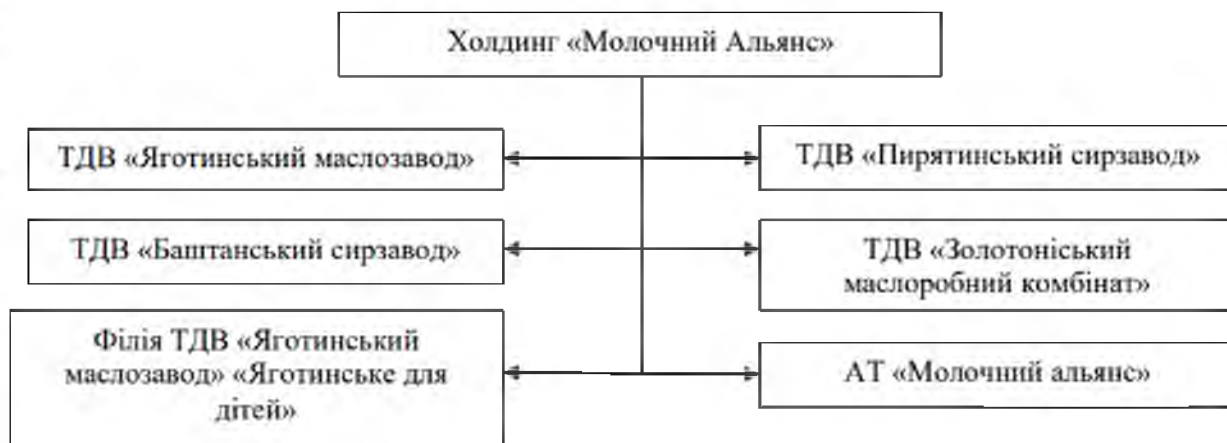 Холдинг «Молочний Альянс»
ТДВ «Яготинський маслозавод»
ТДВ «Пирятинський сирзавод»
ТДВ «Баштанський сирзавод»
ТДВ «Золотоніський
маслоробний комбінат»
Філія ТДВ «Яготинський
маслозавод» «Яготинське для
дітей»
АТ «Молочний альянс»